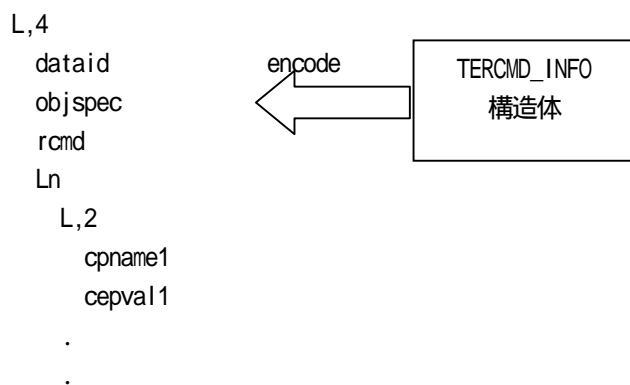 L,4
dataid
objspec
rcmd
Ln
L,2
cpname1
cepval1
.
.
encode
TERCMD_INFO
構造体